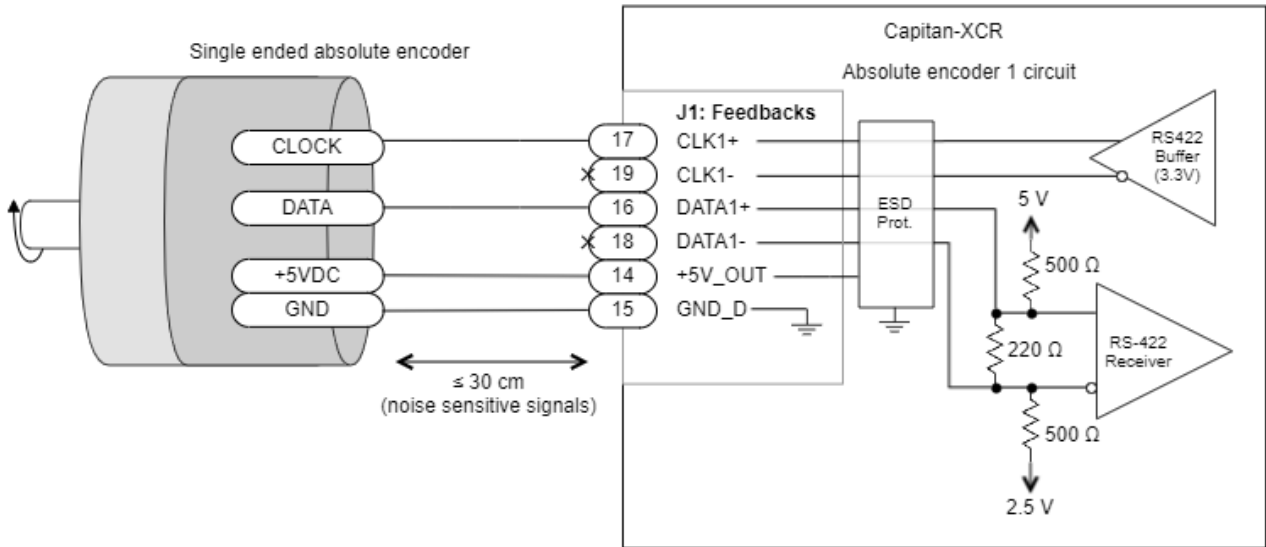 Capitan-XCR
Single ended absolute encoder
Absolute encoder 1 circuit
J1: Feedbacks
CLOCK
17
CLK1+
19
CLK1-
DATA
16
DATA1+
18
DATA1-
+5VDC
14
+5V_OUT
GND
15
GND_D
ESD
Prot.
RS422
Buffer
(3.3V)
5 V
500 Ω
220 Ω
RS-422
Receiver
500 Ω
2.5 V
≤ 30 cm
(noise sensitive signals)